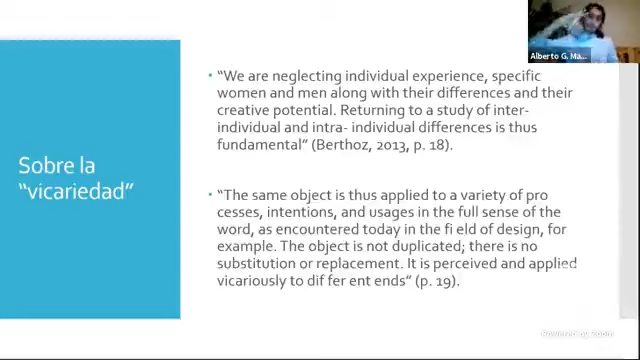 Alberto G. Ma...
Sobre la
“vicariedad”
• “We are neglecting individual experience, specific
women and men along with their differences and their
creative potential. Returning to a study of inter-
individual and intra- individual differences is thus
fundamental” (Berthoz, 2013, p. 18).
• “The same object is thus applied to a variety of pro
cesses, intentions, and usages in the full sense of the
word, as encountered today in the fi eld of design, for
example. The object is not duplicated; there is no
substitution or replacement. It is perceived and applied
vicariously to dif fer ent ends” (p. 19).
Powered by Zoom